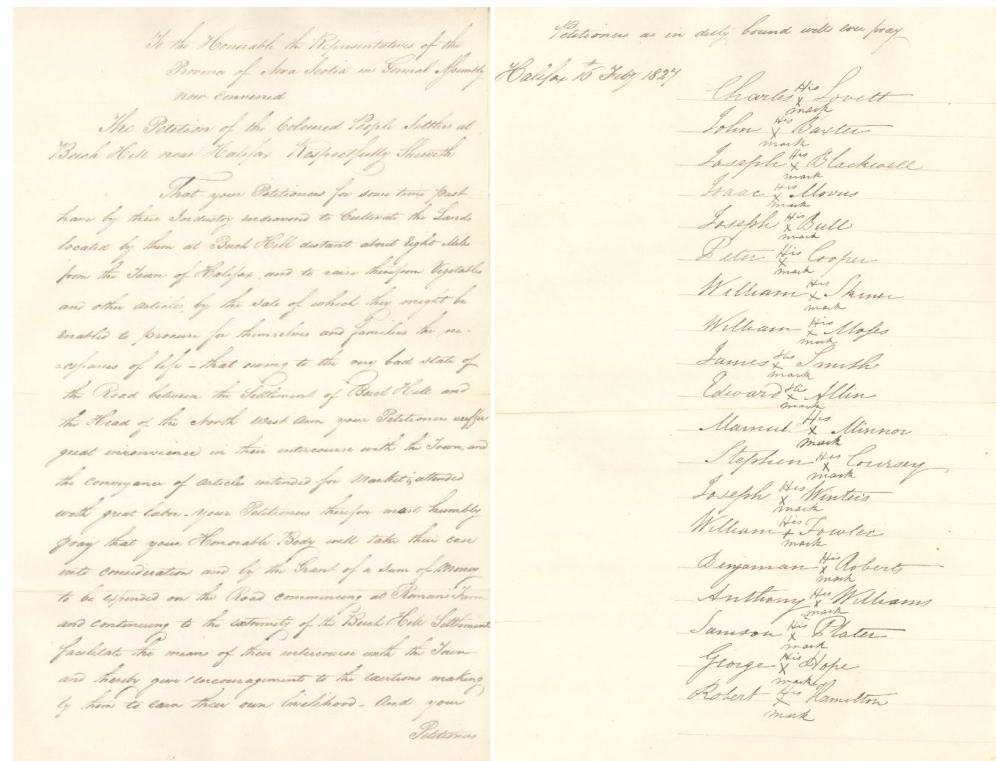 To the Honorable the Representatives of the
Province of Nova Scotia in General Assembly
now convened
The Petition of the Coloured People Settlers at
Beech Hill near Halifax Respectfully Sheweth
That your Petitioners for some time past
have by their Industry endeavored to Cultivate the Lands
located by them at Beech Hill distant about Eight Miles
from the Town of Halifax, and to raise therefrom Vegetables
and other articles, by the sale of which they might be
enabled to procure for themselves and families the ne-
=cessaries of life – that owing to the very bad state of
the Road between the Settlement of Beech Hill and
the Head of the North West Arm your Petitioners suffer
great inconvenience in their intercourse with the Town, and
the conveyance of articles intended for Market is attended
with great labor – your Petitioners therefore most humbly
pray that your Honorable Body will take their case
into consideration and by the Grant of a sum of Money
to be expended on the Road commencing at Romans Farm
and continuing to the extremity of the Beech Hill Settlement
facilitate the means of their intercourse with the Town
and thereby give encouragements to the exertions making
by them to earn their own livelihood – And your
Petitioners
Petitioners as in duty bound will ever pray
Halifax 15th Feby 1827
Charles His X mark Lovett
John His X mark Baxter
Joseph His X mark Blackwell
Isaac His X mark Movus
Joseph His X mark Bull
Peter His X mark Cooper
William His X mark Skiner
William His X mark Moses
James His X mark Smith
Edward His X mark Allin
Mamul His X mark Minnor
Stephen His X mark Coursey
Joseph His X mark Winters
William His X mark Fowler
Benjaman His X mark Roberts
Anthony His X mark Williams
Samson His X mark Plater
George His X mark Hope
Robert His X mark Hamilton